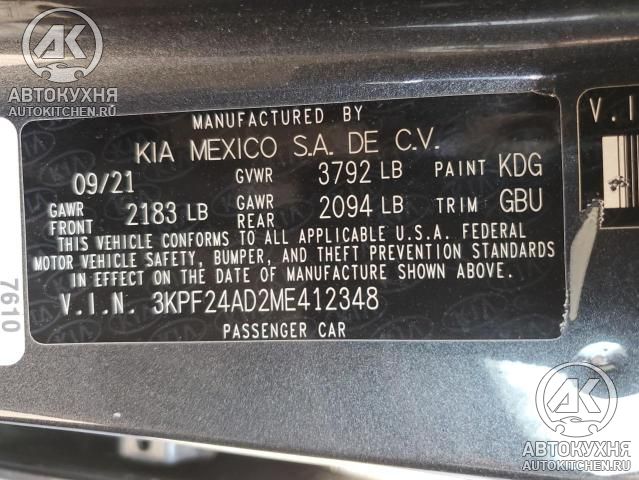 AK
АВТОКУХНЯ
AUTOKITCHEN.RU
MANUFACTURED BY
KIA MEXICO S.A. DE C.V.
09/21 GVWR 3792 LB PAINT KDG
GAWR FRONT 2183 LB GAWR REAR 2094 LB TRIM GBU
THIS VEHICLE CONFORMS TO ALL APPLICABLE U.S.A. FEDERAL
MOTOR VEHICLE SAFETY, BUMPER, AND THEFT PREVENTION STANDARDS
IN EFFECT ON THE DATE OF MANUFACTURE SHOWN ABOVE.
V.I.N. 3KPF24AD2ME412348
PASSENGER CAR
V.I
7610
AK
АВТОКУХНЯ
AUTOKITCHEN.RU